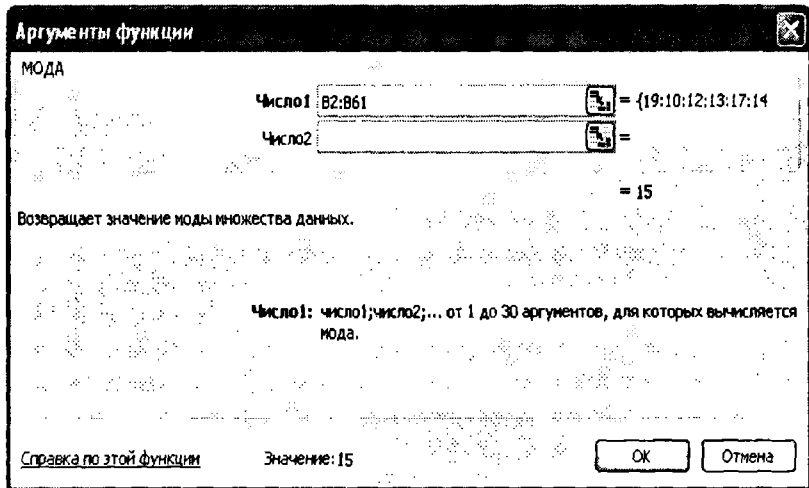 Аргументы функции
МОДА
Число1 B2:B61 = {19:10:12:13:17:14
Число2 =
= 15
Возвращает значение моды множества данных.
Число1: число1;число2;... от 1 до 30 аргументов, для которых вычисляется
мода.
Справка по этой функции Значение:15 ОК Отмена